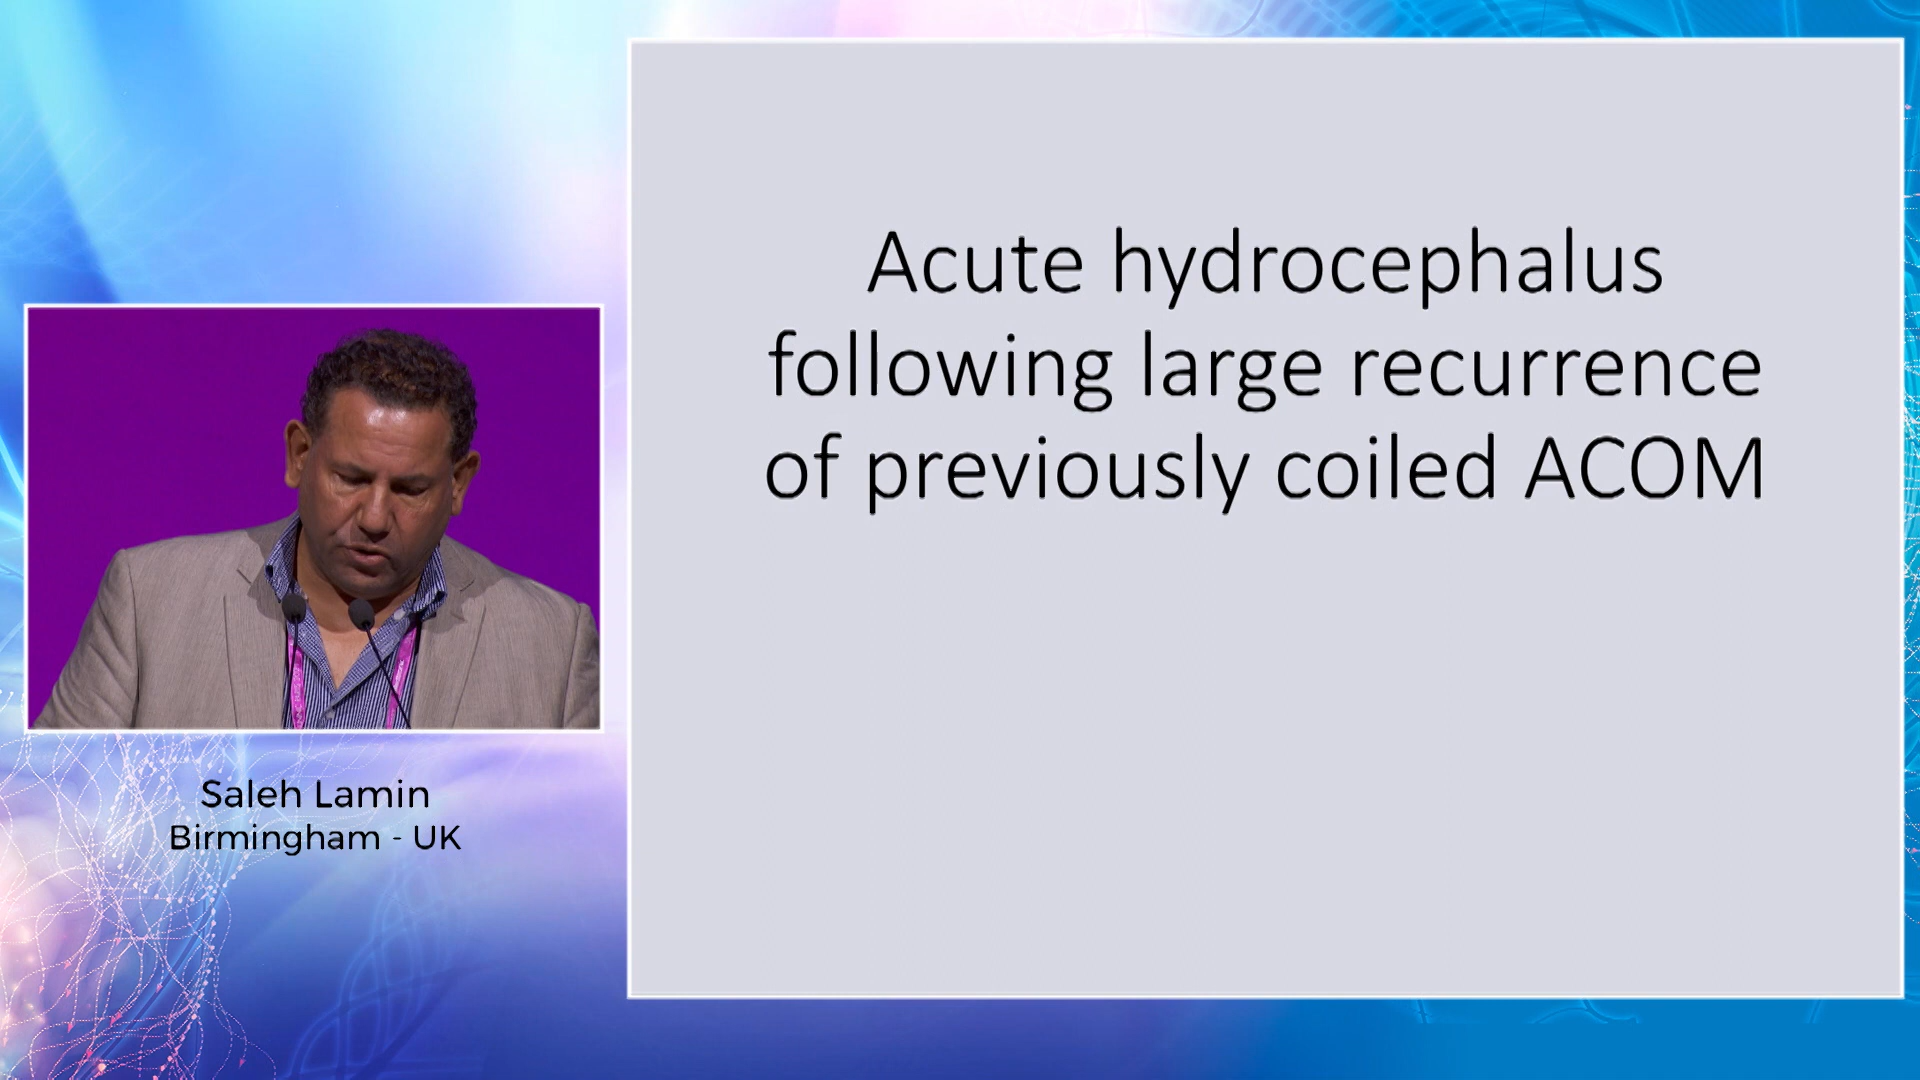 Acute hydrocephalus
following large recurrence
of previously coiled ACOM
Saleh Lamin
Birmingham - UK